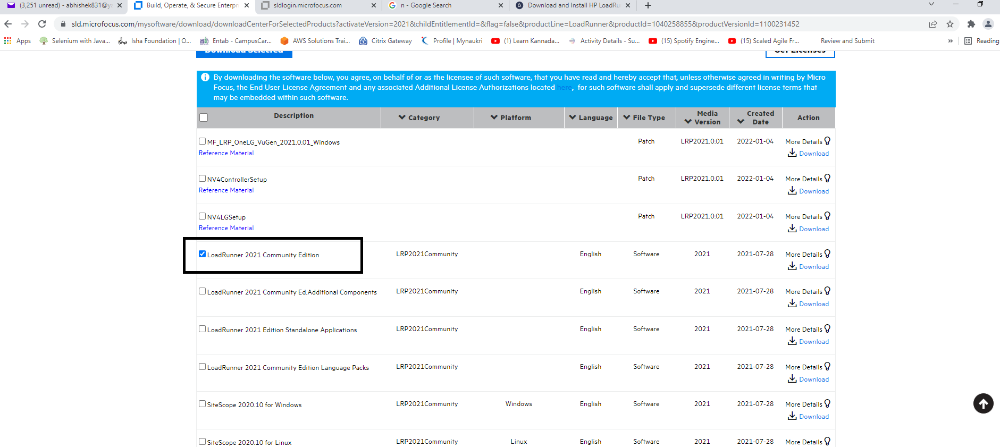 (3,251 unread) - abhishek831@ya
Build, Operate, & Secure Enterpr
sldlogin.microfocus.com
n - Google Search
Download and Install HP LoadRu
sld.microfocus.com/mysoftware/download/downloadCenterForSelectedProducts?activateVersion=2021&childEntitlementId=&flag=false&productLine=LoadRunner&productId=1040258855&productVersionId=1100231452
Apps
Selenium with Java...
Isha Foundation | O...
Entab - CampusCar...
AWS Solutions Trai...
Citrix Gateway
Profile | Mynaukri
(1) Learn Kannada...
Activity Details - Su...
(15) Spotify Engine...
(15) Scaled Agile Fr...
Review and Submit
»
Reading
Download Selected
Get Licenses
By downloading the software below, you agree, on behalf of or as the licensee of such software, that you have read and hereby accept that, unless otherwise agreed in writing by Micro
Focus, the End User License Agreement and any associated Additional License Authorizations located here, for such software shall apply and supersede different license terms that
may be embedded within such software.
Description Category Platform Language File Type Media Version Created Date Action
MF_LRP_OneLG_VuGen_2021.0.01_Windows Patch LRP2021.0.01 2022-01-04 More Details
Reference Material Download
NV4ControllerSetup Patch LRP2021.0.01 2022-01-04 More Details
Reference Material Download
NV4LGSetup Patch LRP2021.0.01 2022-01-04 More Details
Reference Material Download
LoadRunner 2021 Community Edition LRP2021Community English Software 2021 2021-07-28 More Details
Download
LoadRunner 2021 Community Ed.Additional Components LRP2021Community English Software 2021 2021-07-28 More Details
Download
LoadRunner 2021 Edition Standalone Applications LRP2021Community English Software 2021 2021-07-28 More Details
Download
LoadRunner 2021 Community Edition Language Packs LRP2021Community English Software 2021 2021-07-28 More Details
Download
SiteScope 2020.10 for Windows LRP2021Community Windows English Software 2021 2021-07-28 More Details
Download
SiteScope 2020.10 for Linux LRP2021Community Linux English Software 2021 2021-07-28 More Details